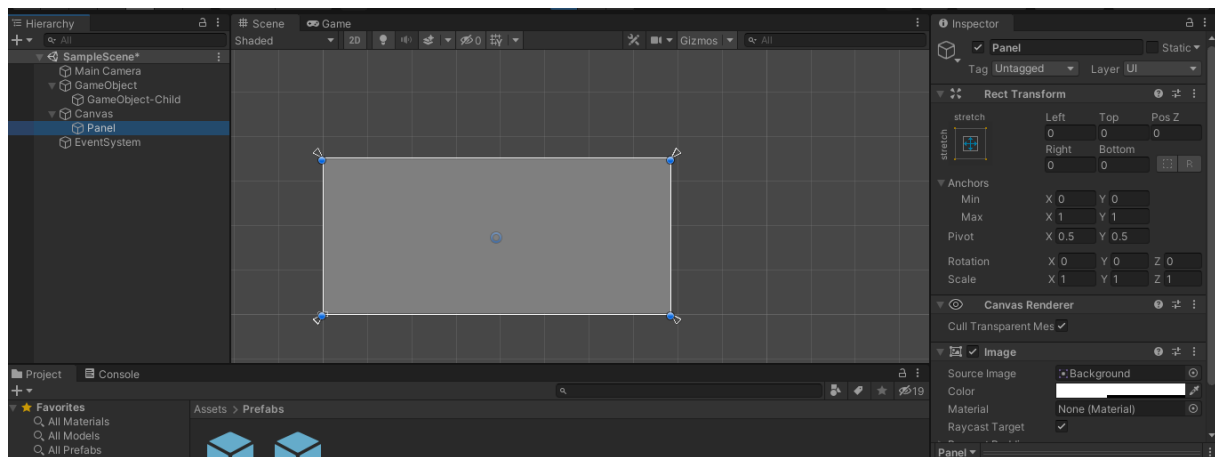 Hierarchy
All
SampleScene*
Main Camera
GameObject
GameObject-Child
Canvas
Panel
EventSystem
Scene Game
Shaded 2D 0 Gizmos All
Inspector
Panel Static
Tag Untagged Layer UI
Rect Transform
stretch Left Top Pos Z
stretch 0 0 0
Right Bottom
0 0 R
Anchors
Min X 0 Y 0
Max X 1 Y 1
Pivot X 0.5 Y 0.5
Rotation X 0 Y 0 Z 0
Scale X 1 Y 1 Z 1
Canvas Renderer
Cull Transparent Mes
Image
Source Image Background
Color
Material None (Material)
Raycast Target
Panel
Project Console
19
Favorites
All Materials
All Models
All Prefabs
Assets > Prefabs